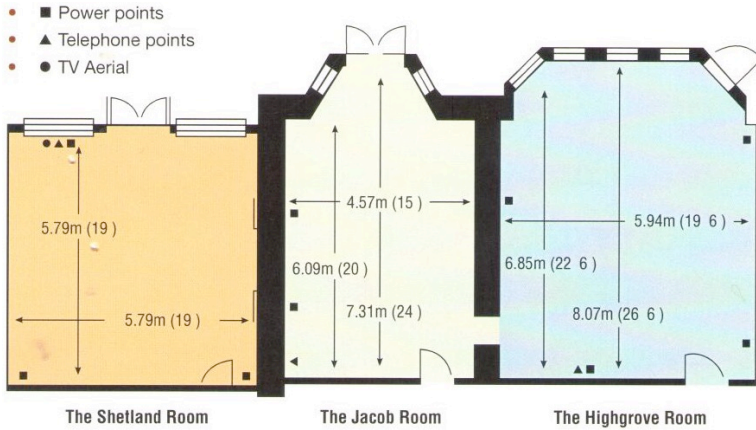 Power points
Telephone points
TV Aerial
5.79m (19 )
5.79m (19 )
The Shetland Room
4.57m (15 )
6.09m (20 )
7.31m (24 )
The Jacob Room
5.94m (19 6 )
6.85m (22 6 )
8.07m (26 6 )
The Highgrove Room